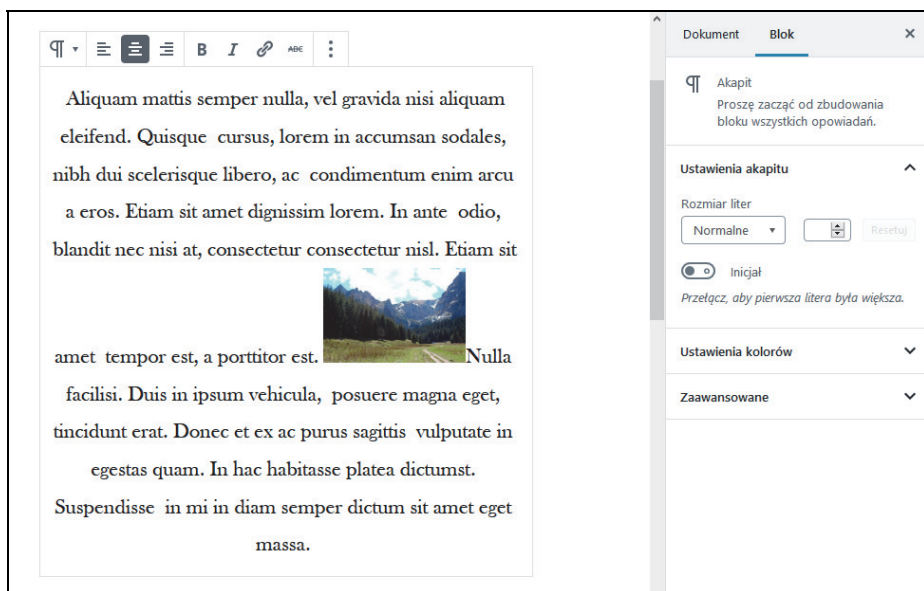 B I ABC
Aliquam mattis semper nulla, vel gravida nisi aliquam
eleifend. Quisque cursus, lorem in accumsan sodales,
nibh dui scelerisque libero, ac condimentum enim arcu
a eros. Etiam sit amet dignissim lorem. In ante odio,
blandit nec nisi at, consectetur consectetur nisl. Etiam sit
amet tempor est, a porttitor est. Nulla
facilisi. Duis in ipsum vehicula, posuere magna eget,
tincidunt erat. Donec et ex ac purus sagittis vulputate in
egestas quam. In hac habitasse platea dictumst.
Suspendisse in mi in diam semper dictum sit amet eget
massa.
Dokument Blok
Akapit
Proszę zacząć od zbudowania
bloku wszystkich opowiadań.
Ustawienia akapitu
Rozmiar liter
Normalne Resetuj
Inicjał
Przełącz, aby pierwsza litera była większa.
Ustawienia kolorów
Zaawansowane